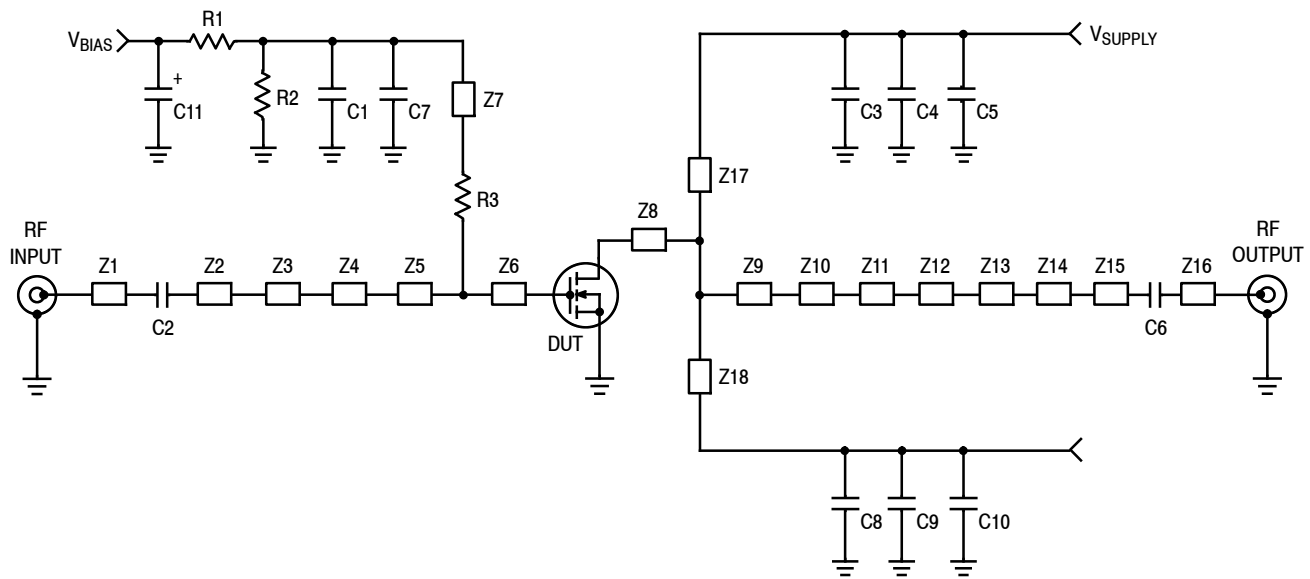 R1
VBIAS
VSUPPLY
+
C11
R2
C1
C7
Z7
C3
C4
C5
Z17
R3
Z8
RF
INPUT
RF
OUTPUT
Z1
Z2
Z3
Z4
Z5
Z6
Z9
Z10
Z11
Z12
Z13
Z14
Z15
Z16
C2
C6
DUT
Z18
C8
C9
C10